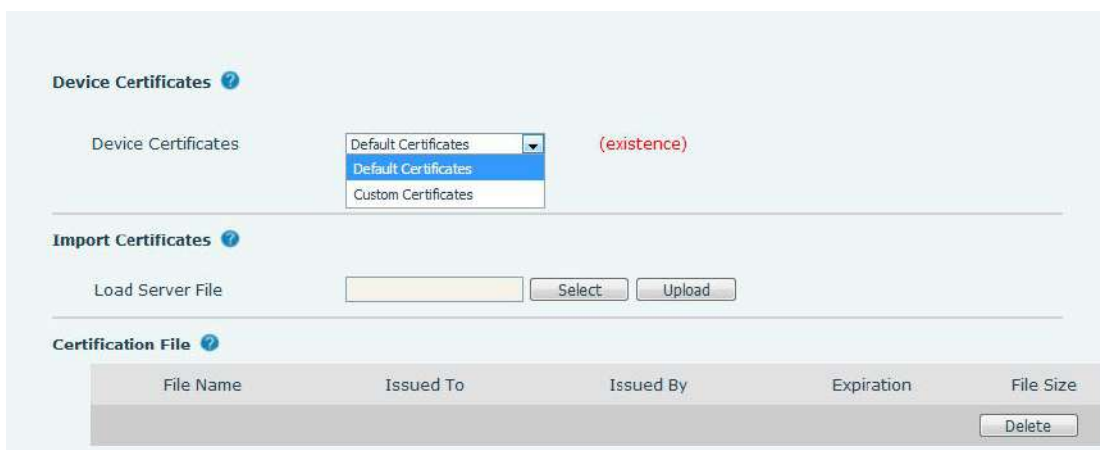 Device Certificates ?
Device Certificates Default Certificates (existence)
Default Certificates
Custom Certificates
Import Certificates ?
Load Server File Select Upload
Certification File ?
File Name Issued To Issued By Expiration File Size
Delete